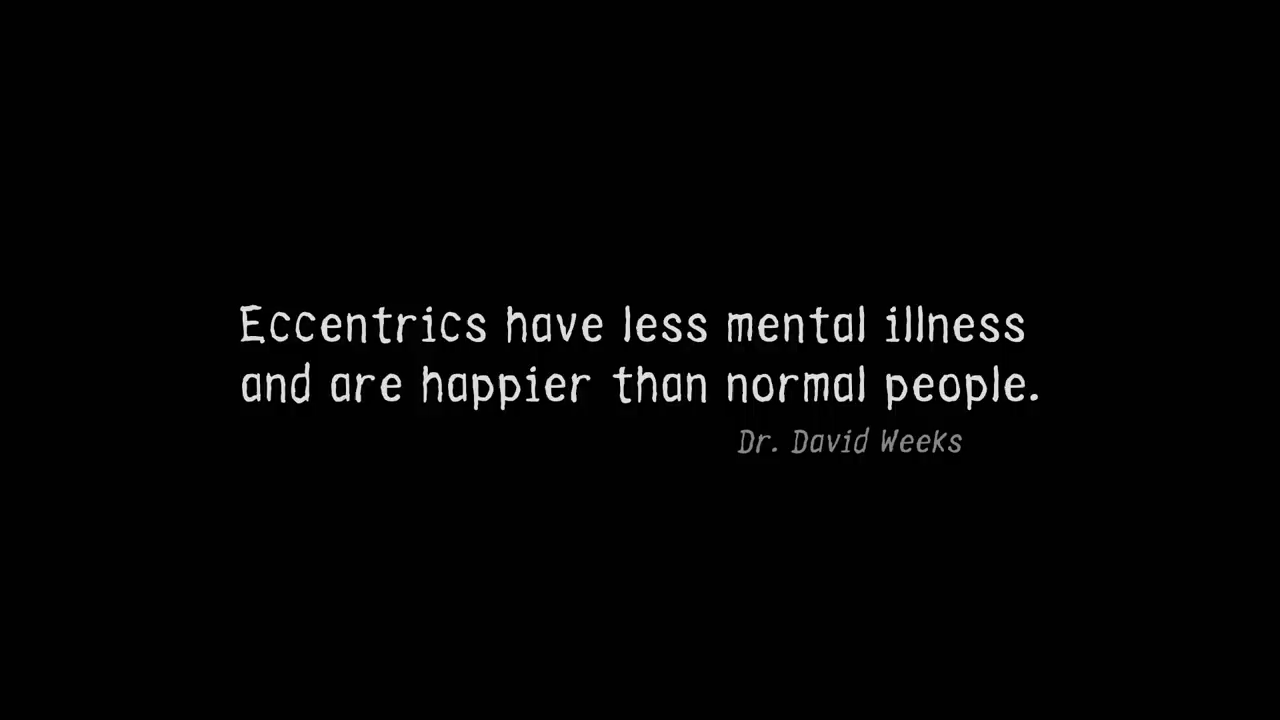 Eccentrics have less mental illness
and are happier than normal people.
Dr. David Weeks